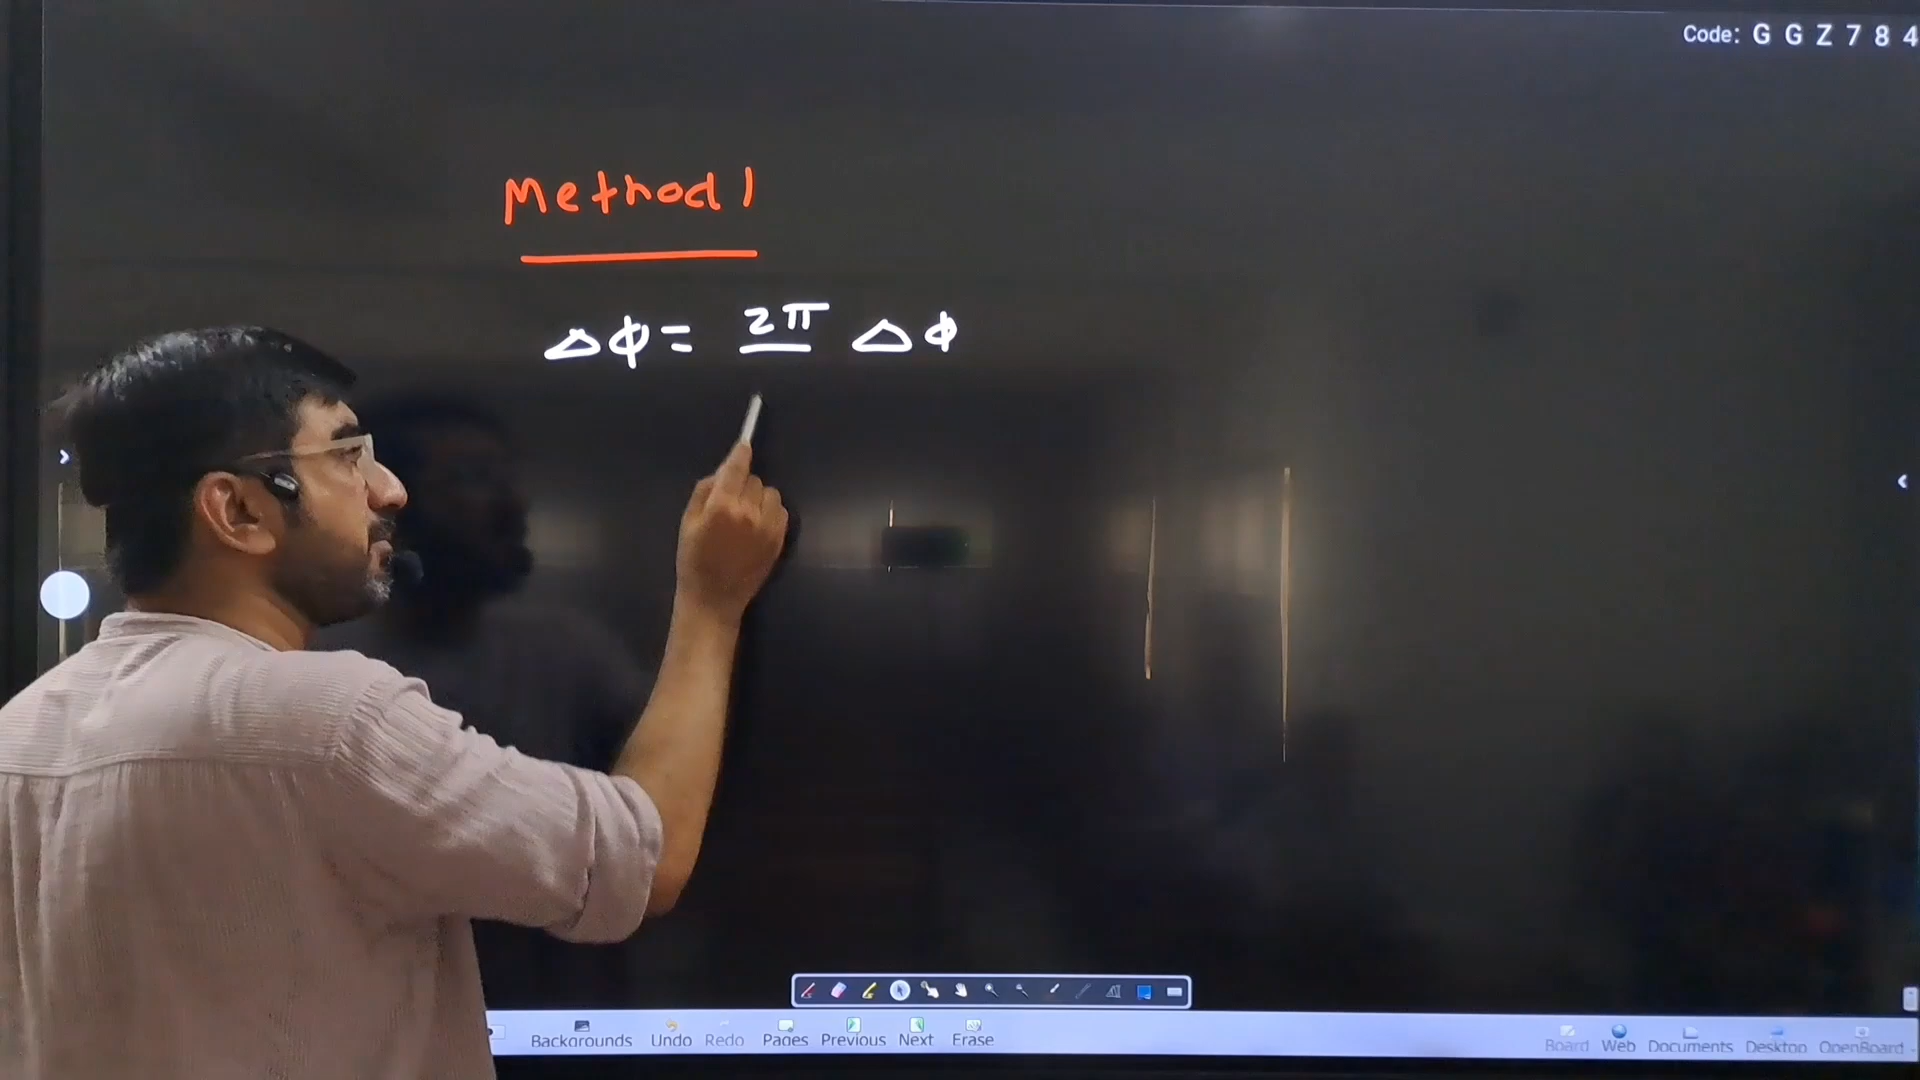 Code: G G Z 7 8 4
Method 1
Δϕ = 2π Δϕ
Backgrounds Undo Redo Pages Previous Next Erase Board Web Documents Desktop OpenBoard